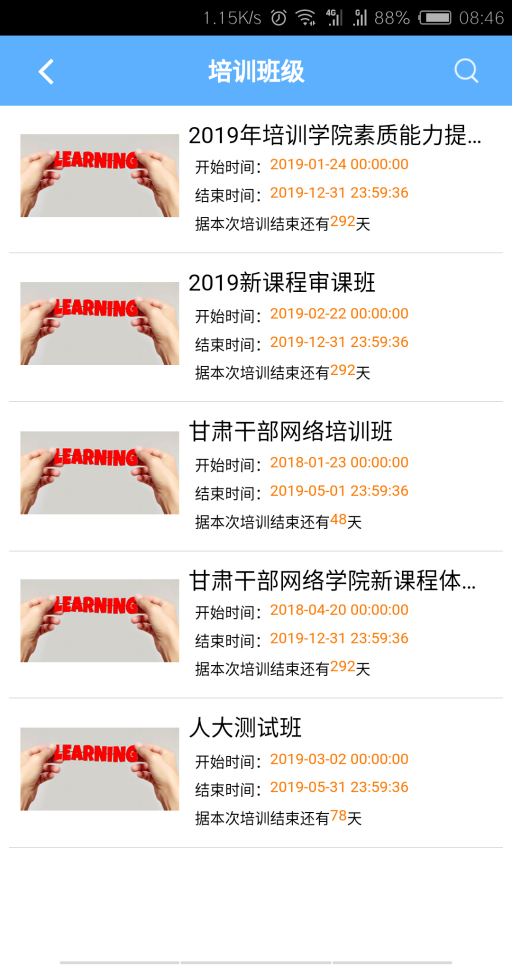 1.15K/s 4G G 88% 08:46
培训班级
2019年培训学院素质能力提...
LEARNING
开始时间：2019-01-24 00:00:00
结束时间：2019-12-31 23:59:36
据本次培训结束还有292天
2019新课程审课班
LEARNING
开始时间：2019-02-22 00:00:00
结束时间：2019-12-31 23:59:36
据本次培训结束还有292天
甘肃干部网络培训班
LEARNING
开始时间：2018-01-23 00:00:00
结束时间：2019-05-01 23:59:36
据本次培训结束还有48天
甘肃干部网络学院新课程体...
LEARNING
开始时间：2018-04-20 00:00:00
结束时间：2019-12-31 23:59:36
据本次培训结束还有292天
人大测试班
LEARNING
开始时间：2019-03-02 00:00:00
结束时间：2019-05-31 23:59:36
据本次培训结束还有78天